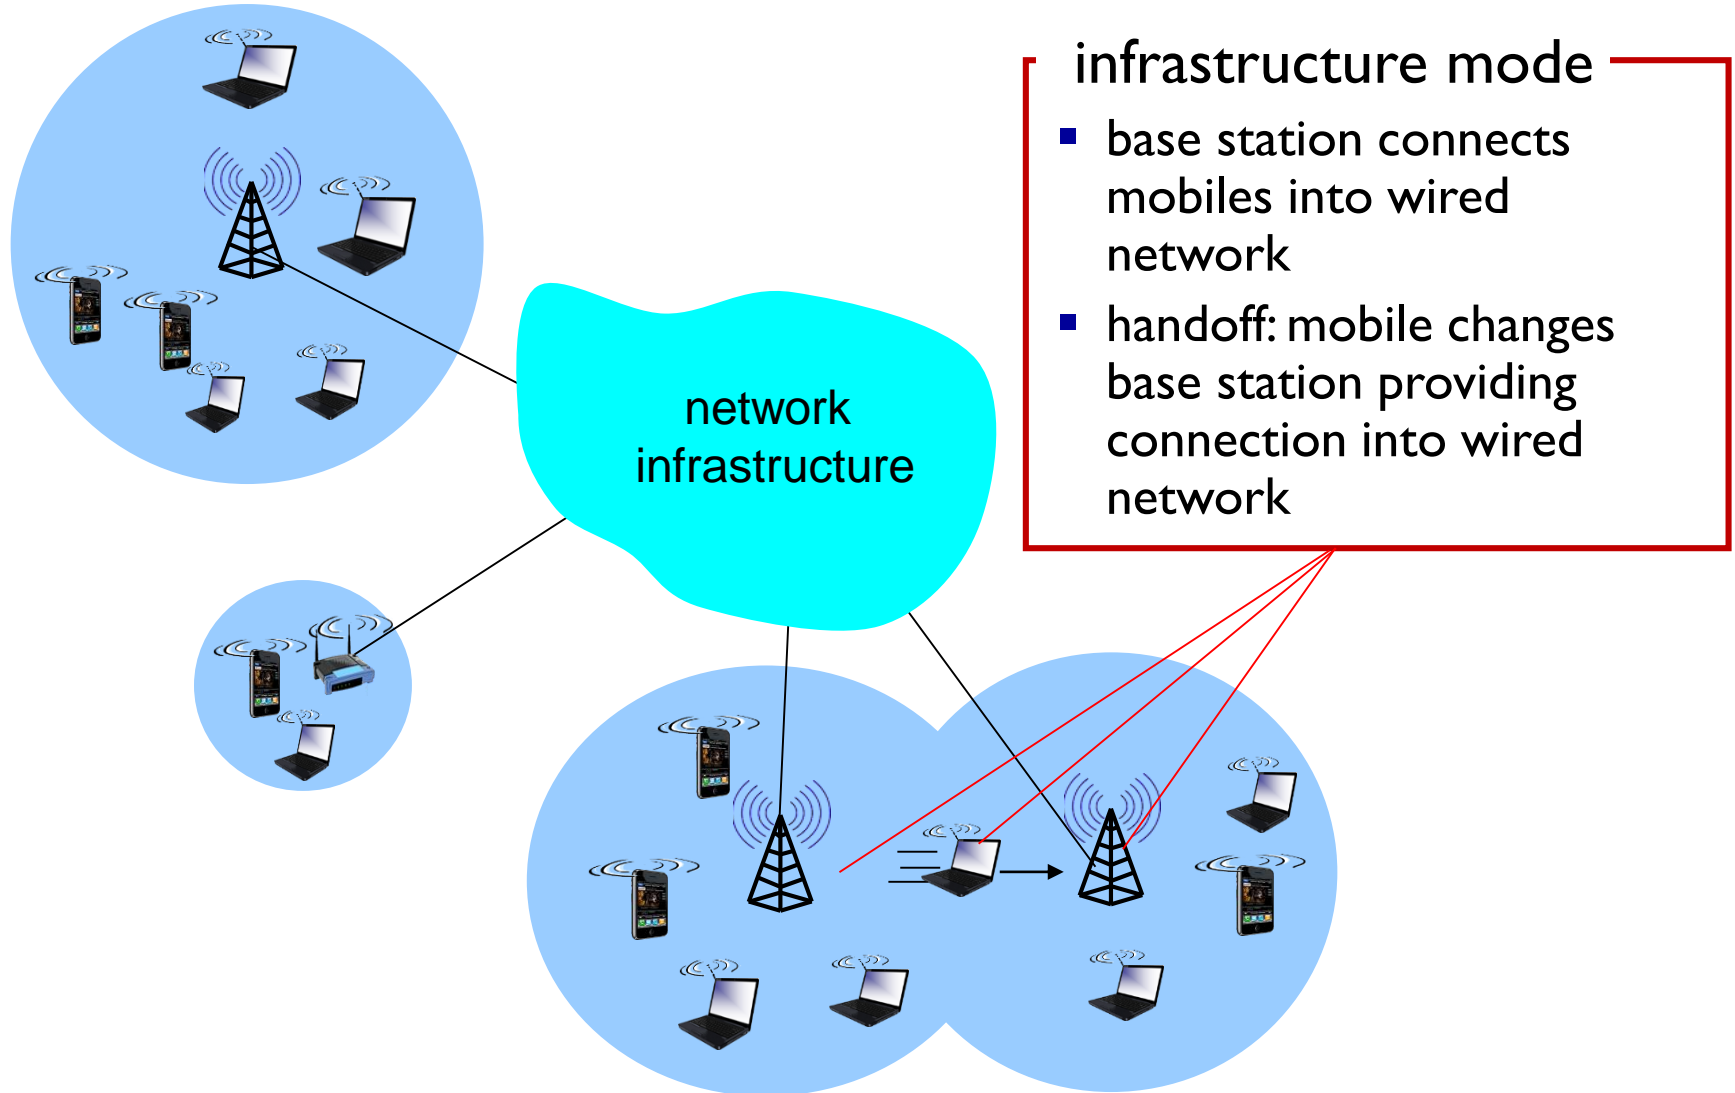 infrastructure mode
base station connects
mobiles into wired
network
handoff: mobile changes
base station providing
connection into wired
network
network
infrastructure